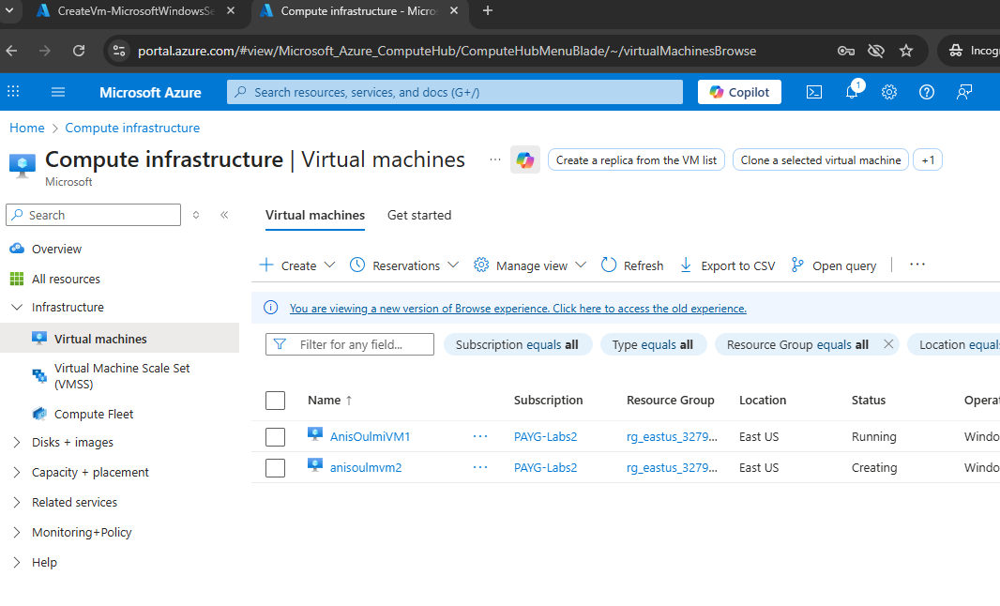 CreateVm-MicrosoftWindowsSe
Compute infrastructure - Micros
portal.azure.com/#view/Microsoft_Azure_ComputeHub/ComputeHubMenuBlade/~/virtualMachinesBrowse
Incog
Microsoft Azure
Search resources, services, and docs (G+/)
Copilot
1
Home > Compute infrastructure
Compute infrastructure | Virtual machines
...
Create a replica from the VM list
Clone a selected virtual machine
+1
Microsoft
Search
Virtual machines
Get started
Overview
All resources
Infrastructure
Virtual machines
Virtual Machine Scale Set
(VMSS)
Compute Fleet
Disks + images
Capacity + placement
Related services
Monitoring+Policy
Help
Create
Reservations
Manage view
Refresh
Export to CSV
Open query
...
You are viewing a new version of Browse experience. Click here to access the old experience.
Filter for any field...
Subscription equals all
Type equals all
Resource Group equals all
Location equals
Name ↑ Subscription Resource Group Location Status Operat
AnisOulmiVM1 ... PAYG-Labs2 rg_eastus_3279... East US Running Windo
anisoulmvm2 ... PAYG-Labs2 rg_eastus_3279... East US Creating Windo